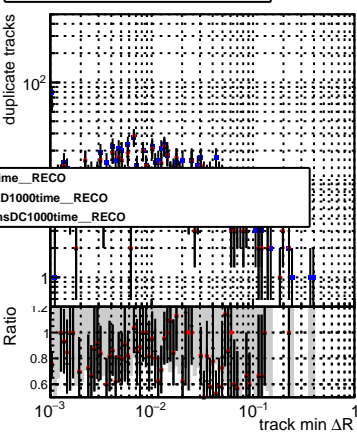 duplicate tracks
10²
ime__RECO
D1000time__RECO
nsDC1000time__RECO
1
Ratio
1.2
1
0.8
0.6
10⁻³
10⁻²
10⁻¹
1
track min ΔR